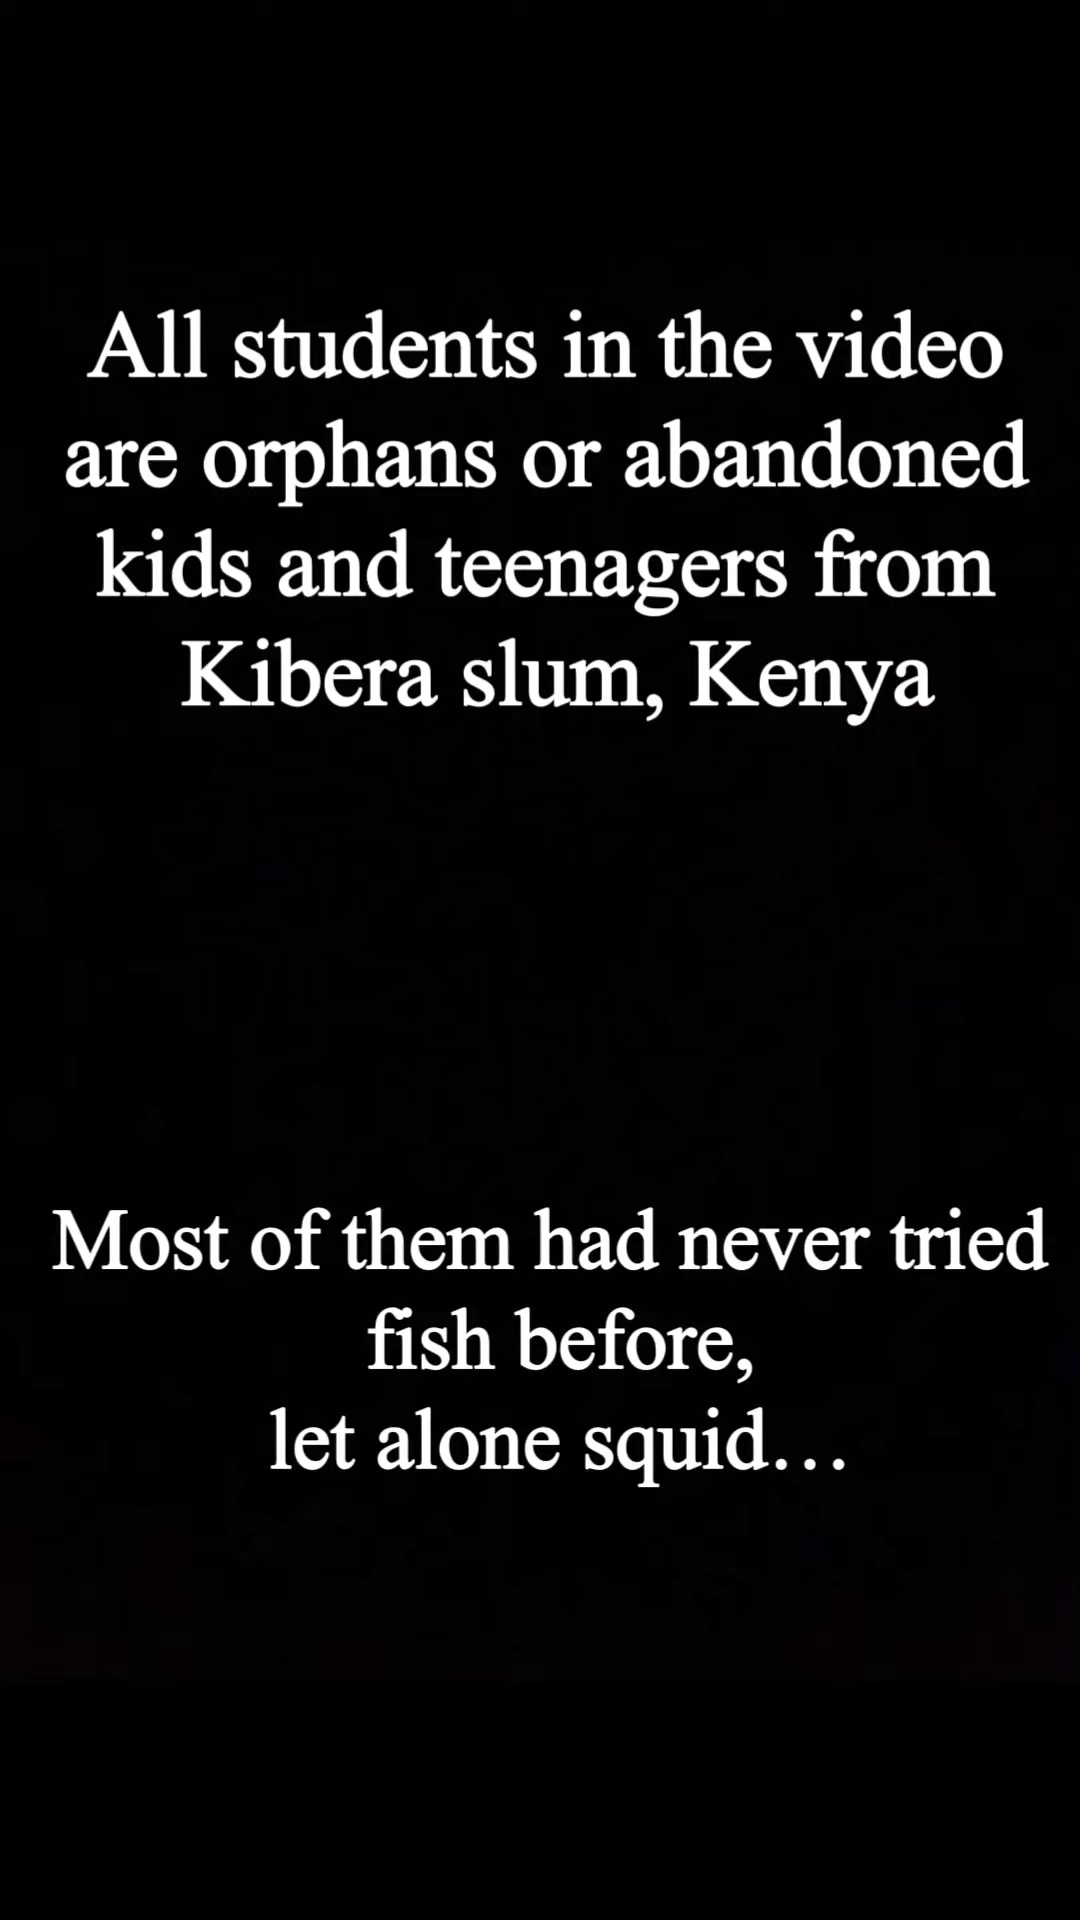 All students in the video
are orphans or abandoned
kids and teenagers from
Kibera slum, Kenya
Most of them had never tried
fish before,
let alone squid…